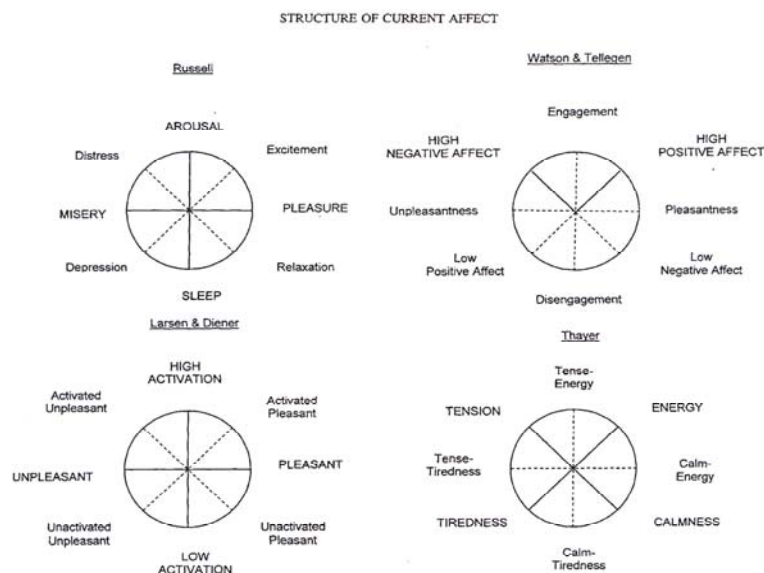 STRUCTURE OF CURRENT AFFECT
Russell
AROUSAL
Distress
Excitement
MISERY
PLEASURE
Depression
Relaxation
SLEEP
Watson & Tellegen
Engagement
HIGH
NEGATIVE AFFECT
HIGH
POSITIVE AFFECT
Unpleasantness
Pleasantness
Low
Positive Affect
Low
Negative Affect
Disengagement
Larsen & Diener
HIGH
ACTIVATION
Activated
Unpleasant
Activated
Pleasant
UNPLEASANT
PLEASANT
Unactivated
Unpleasant
Unactivated
Pleasant
LOW
ACTIVATION
Thayer
Tense-
Energy
TENSION
ENERGY
Tense-
Tiredness
Calm-
Energy
TIREDNESS
CALMNESS
Calm-
Tiredness